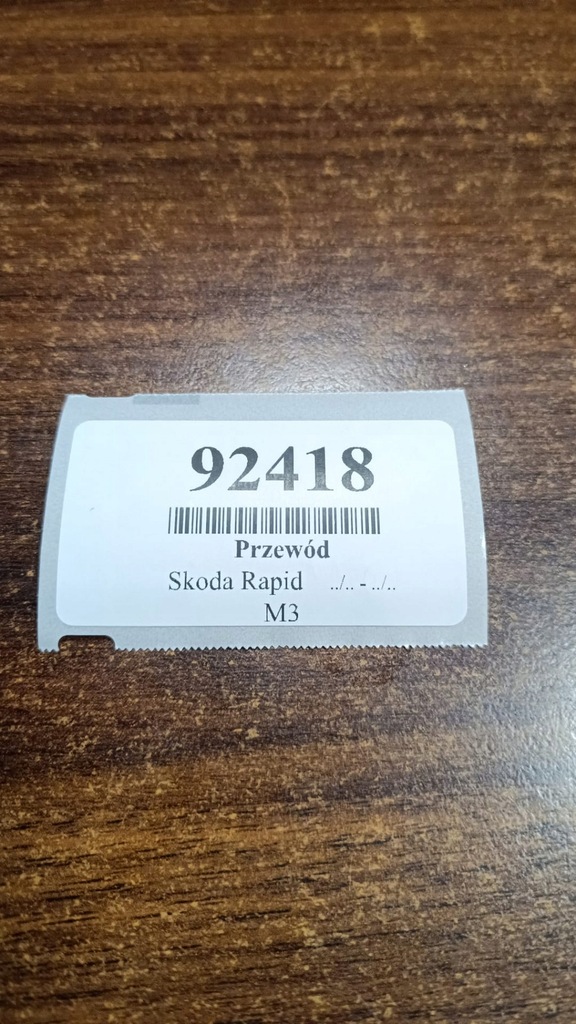 92418
Przewód
Skoda Rapid ../.. - ../..
M3